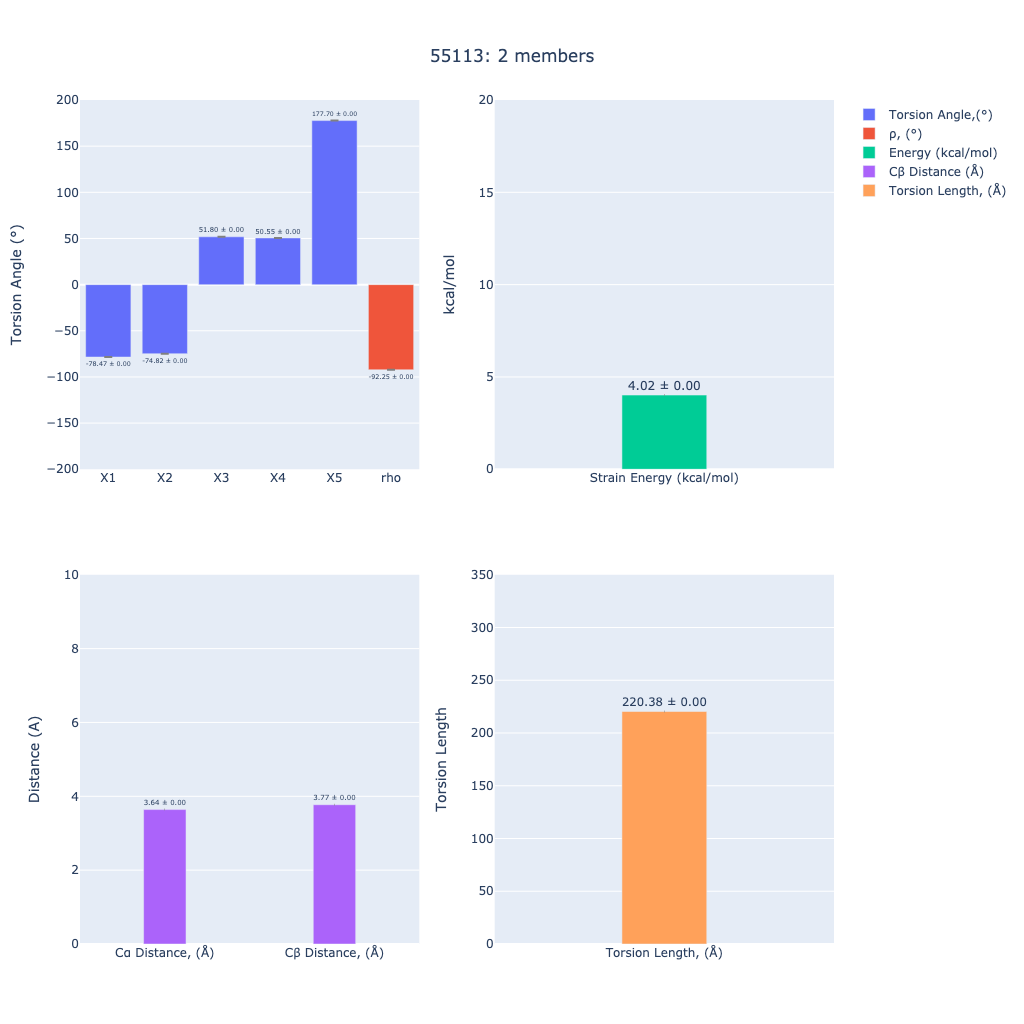 55113: 2 members
Torsion Angle (°)
200
150
100
50
0
−50
−100
−150
−200
-78.47 ± 0.00
-74.82 ± 0.00
51.80 ± 0.00
50.55 ± 0.00
177.70 ± 0.00
-92.25 ± 0.00
X1 X2 X3 X4 X5 rho
kcal/mol
20
15
10
5
0
4.02 ± 0.00
Strain Energy (kcal/mol)
Torsion Angle,(°)
ρ, (°)
Energy (kcal/mol)
Cβ Distance (Å)
Torsion Length, (Å)
Distance (A)
10
8
6
4
2
0
3.64 ± 0.00
3.77 ± 0.00
Cα Distance, (Å) Cβ Distance, (Å)
Torsion Length
350
300
250
200
150
100
50
0
220.38 ± 0.00
Torsion Length, (Å)